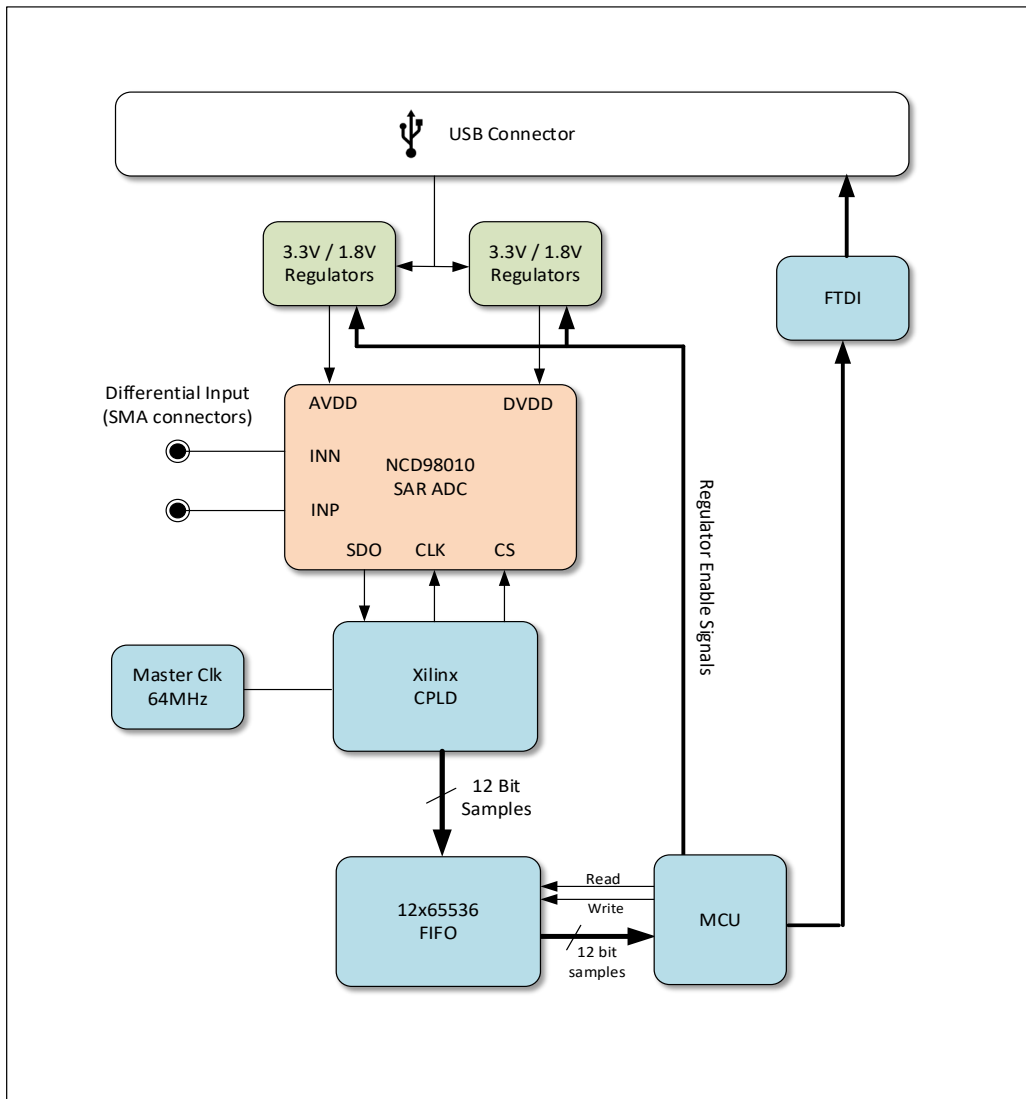 USB Connector
3.3V / 1.8V
Regulators
3.3V / 1.8V
Regulators
FTDI
Differential Input
(SMA connectors)
AVDD
DVDD
INN
NCD98010
SAR ADC
INP
SDO
CLK
CS
Regulator Enable Signals
Master Clk
64MHz
Xilinx
CPLD
12 Bit
Samples
12x65536
FIFO
Read
Write
12 bit
samples
MCU